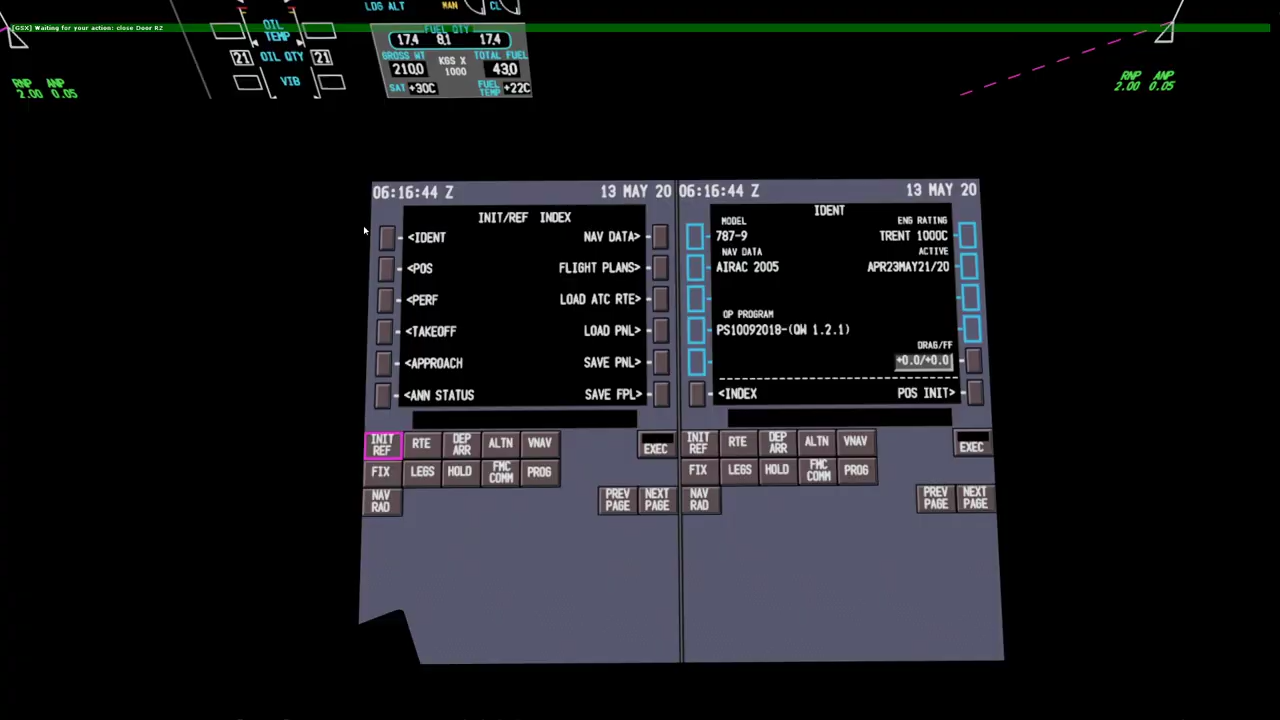 LDG ALT
MAN
CL
[GSX] Waiting for your action: close Door R2
OIL
TEMP
21 OIL QTY 21
VIB
FUEL QTY
17.4 8.1 17.4
GROSS WT
TOTAL FUEL
210.0
KGS X
1000
43.0
SAT +30C
FUEL
TEMP +22C
RNP ANP
2.00 0.05
RNP ANP
2.00 0.05
06:16:44 Z 13 MAY 20
INIT/REF INDEX
<IDENT NAV DATA>
<POS FLIGHT PLANS>
<PERF LOAD ATC RTE>
<TAKEOFF LOAD PNL>
<APPROACH SAVE PNL>
<ANN STATUS SAVE FPL>
INIT
REF
RTE
DEP
ARR
ALTN
VNAV
EXEC
FIX
LEGS
HOLD
FMC
COMM
PROG
NAV
RAD
PREV
PAGE
NEXT
PAGE
06:16:44 Z 13 MAY 20
IDENT
MODEL ENG RATING
787-9 TRENT 1000C
NAV DATA ACTIVE
AIRAC 2005 APR23MAY21/20
OP PROGRAM
PS10092018-(QW 1.2.1)
DRAG/FF
+0.0/+0.0
<INDEX POS INIT>
INIT
REF
RTE
DEP
ARR
ALTN
VNAV
EXEC
FIX
LEGS
HOLD
FMC
COMM
PROG
NAV
RAD
PREV
PAGE
NEXT
PAGE